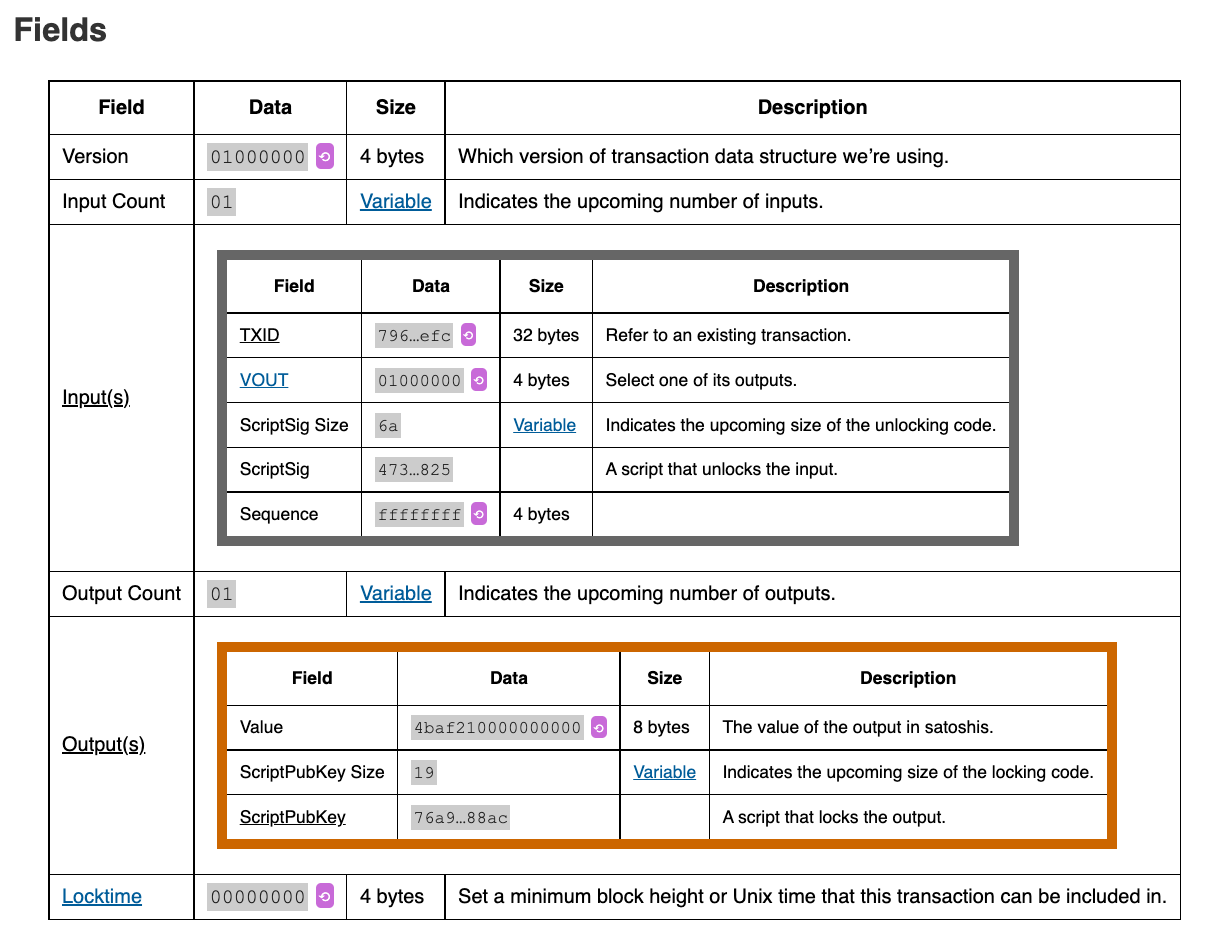 Fields
Field Data Size Description
Version 01000000 4 bytes Which version of transaction data structure we’re using.
Input Count 01 Variable Indicates the upcoming number of inputs.
Input(s)
Field Data Size Description
TXID 796…efc 32 bytes Refer to an existing transaction.
VOUT 01000000 4 bytes Select one of its outputs.
ScriptSig Size 6a Variable Indicates the upcoming size of the unlocking code.
ScriptSig 473…825 A script that unlocks the input.
Sequence ffffffff 4 bytes
Output Count 01 Variable Indicates the upcoming number of outputs.
Output(s)
Field Data Size Description
Value 4baf210000000000 8 bytes The value of the output in satoshis.
ScriptPubKey Size 19 Variable Indicates the upcoming size of the locking code.
ScriptPubKey 76a9…88ac A script that locks the output.
Locktime 00000000 4 bytes Set a minimum block height or Unix time that this transaction can be included in.